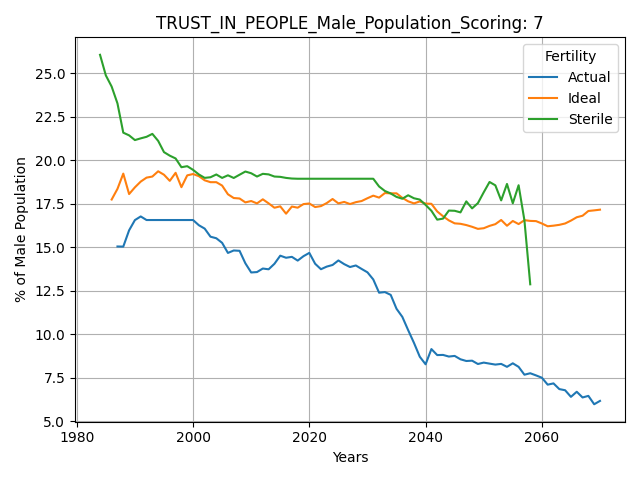 TRUST_IN_PEOPLE_Male_Population_Scoring: 7
Fertility
Actual
Ideal
Sterile
% of Male Population
25.0
22.5
20.0
17.5
15.0
12.5
10.0
7.5
5.0
1980
2000
2020
2040
2060
Years